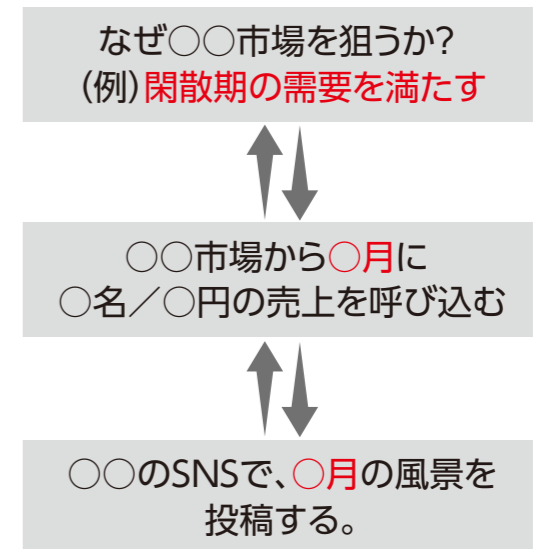 なぜ○○市場を狙うか?
(例)閑散期の需要を満たす
○○市場から○月に
○名／○円の売上を呼び込む
○○のSNSで、○月の風景を
投稿する。